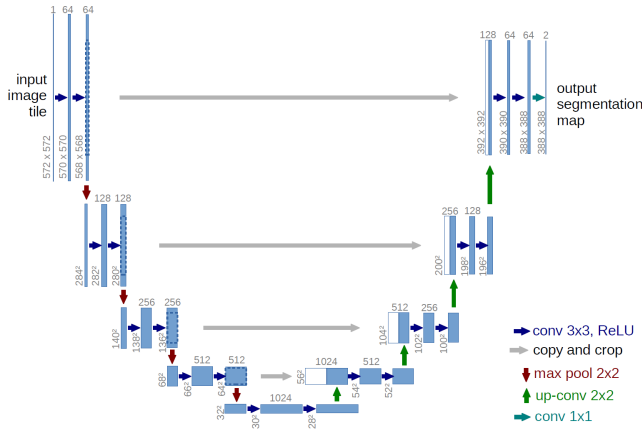 1 64 64
128 64 64 2
input
image
tile
output
segmentation
map
572 x 572
570 x 570
568 x 568
392 x 392
390 x 390
388 x 388
388 x 388
128 128
256 128
284²
282²
280²
200²
198²
196²
256 256
512 256
140²
138²
136²
104²
102²
100²
512 512
1024 512
68²
66²
64²
56²
54²
52²
1024
32²
30²
28²
conv 3x3, ReLU
copy and crop
max pool 2x2
up-conv 2x2
conv 1x1